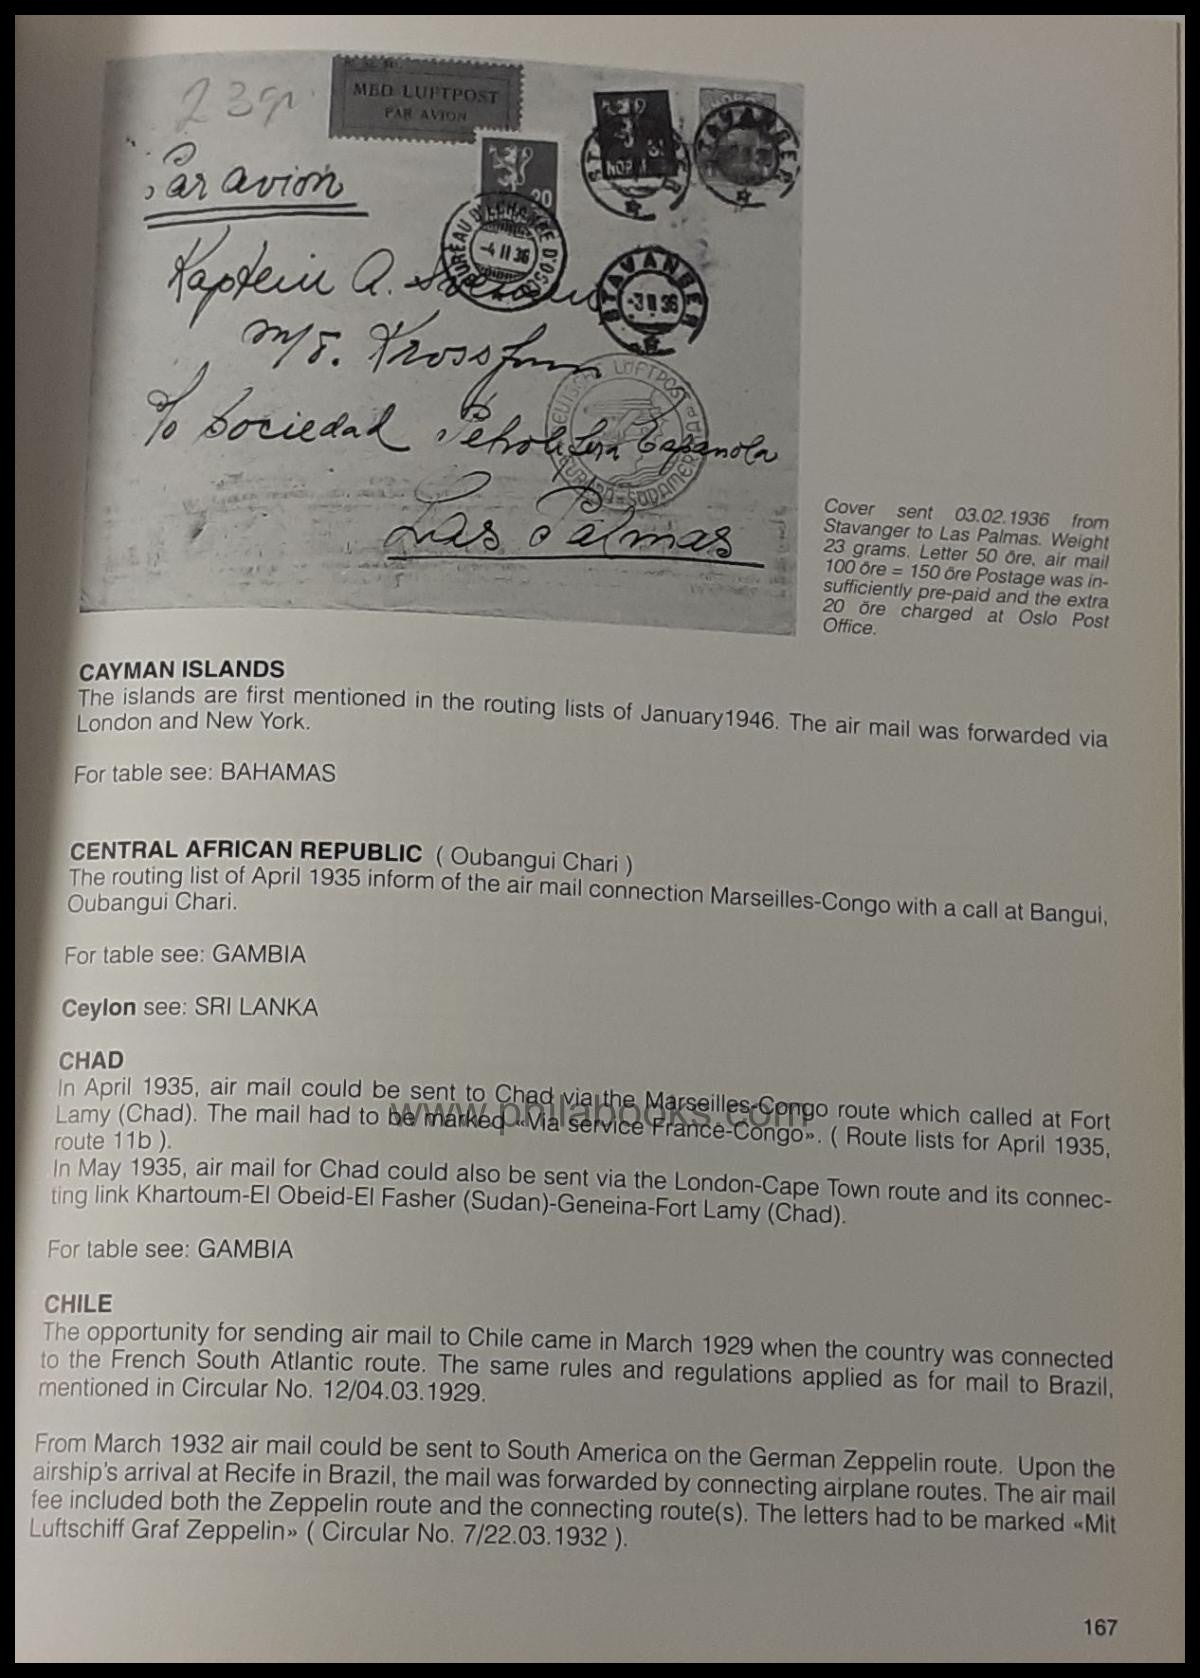 23gr.
MED LUFTPOST
PAR AVION
NORGE
20
STAVANGER
STAVANGER
Par avion
BUREAU D'ECHANGE D'OSLO
-4 II 36
STAVANGER
-3 II 36
Kaptein A.
m/s. Krossfonn
DEUTSCHE LUFTPOST
EUROPA-SÜDAMERIKA
c/o Sociedad Petrolifera Espanola
Las Palmas
Cover sent 03.02.1936 from
Stavanger to Las Palmas. Weight
23 grams. Letter 50 öre, air mail
100 öre = 150 öre Postage was in-
sufficiently pre-paid and the extra
20 öre charged at Oslo Post
Office.
CAYMAN ISLANDS
The islands are first mentioned in the routing lists of January1946. The air mail was forwarded via
London and New York.
For table see: BAHAMAS
CENTRAL AFRICAN REPUBLIC ( Oubangui Chari )
The routing list of April 1935 inform of the air mail connection Marseilles-Congo with a call at Bangui,
Oubangui Chari.
For table see: GAMBIA
Ceylon see: SRI LANKA
CHAD
In April 1935, air mail could be sent to Chad via the Marseilles-Congo route which called at Fort
Lamy (Chad). The mail had to be marked «Via service France-Congo». ( Route lists for April 1935,
route 11b ).
www.philabooks.com
In May 1935, air mail for Chad could also be sent via the London-Cape Town route and its connec-
ting link Khartoum-El Obeid-El Fasher (Sudan)-Geneina-Fort Lamy (Chad).
For table see: GAMBIA
CHILE
The opportunity for sending air mail to Chile came in March 1929 when the country was connected
to the French South Atlantic route. The same rules and regulations applied as for mail to Brazil,
mentioned in Circular No. 12/04.03.1929.
From March 1932 air mail could be sent to South America on the German Zeppelin route. Upon the
airship's arrival at Recife in Brazil, the mail was forwarded by connecting airplane routes. The air mail
fee included both the Zeppelin route and the connecting route(s). The letters had to be marked «Mit
Luftschiff Graf Zeppelin» ( Circular No. 7/22.03.1932 ).
167